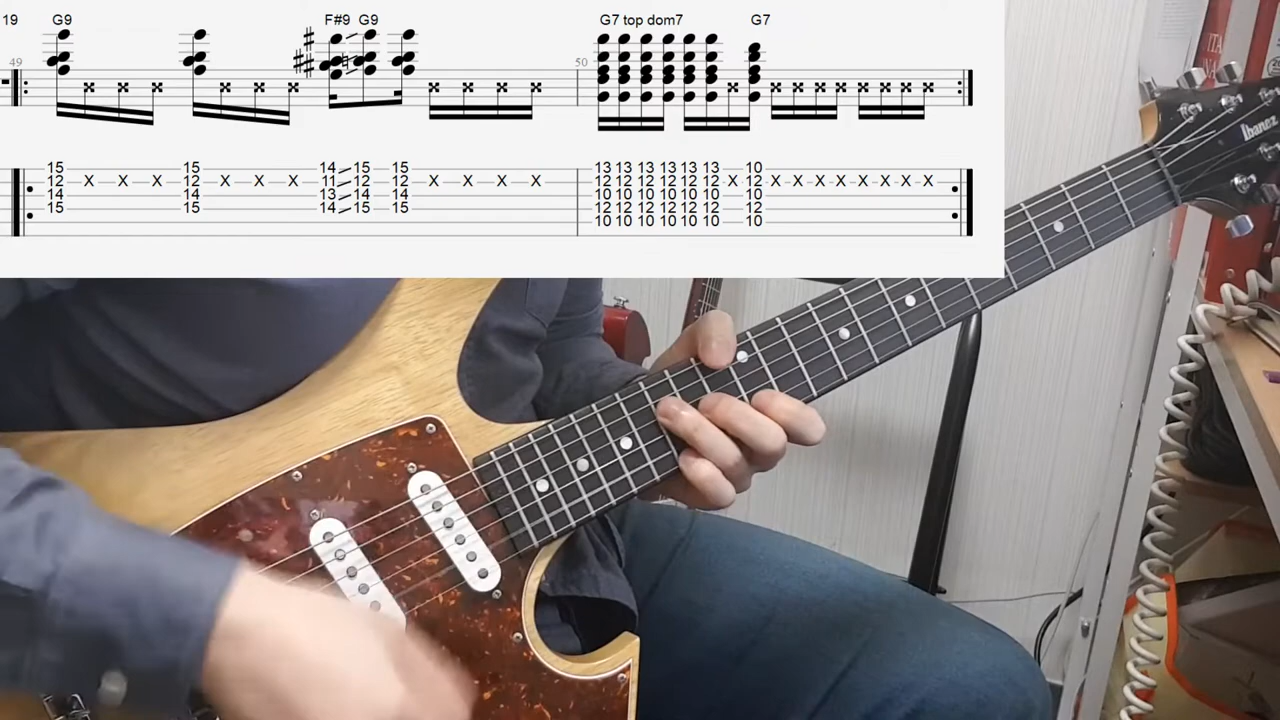 19 G9 F#9 G9 G7 top dom7 G7
49 50
15 X X X 15 X X X 14 15 15 X X X X 13 13 13 13 13 13 X 10 X X X X X X X X
12 12 11 12 12 12 12 12 12 12 12 12
14 14 13 14 14 10 10 10 10 10 10 10
15 15 14 15 15 12 12 12 12 12 12 12
10 10 10 10 10 10 10
Ibanez